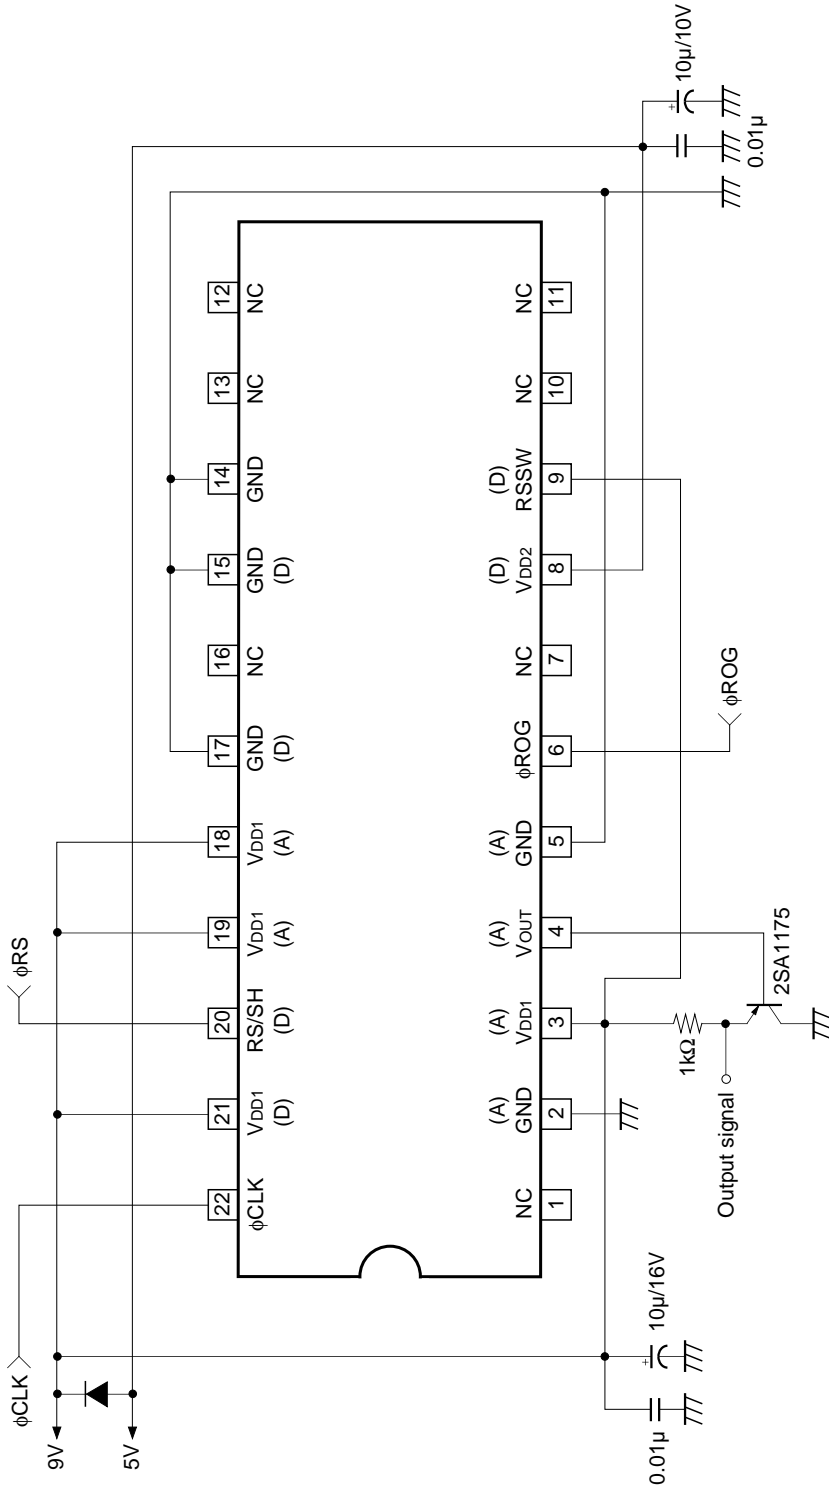 φCLK
φRS
9V
5V
22
21
20
19
18
17
16
15
14
13
12
φCLK
VDD1
(D)
RS/SH
(D)
VDD1
(A)
VDD1
(A)
GND
(D)
NC
GND
(D)
GND
NC
NC
NC
(A)
GND
(A)
VDD1
(A)
VOUT
(A)
GND
φROG
NC
(D)
VDD2
(D)
RSSW
NC
NC
1
2
3
4
5
6
7
8
9
10
11
0.01µ
10µ/16V
Output signal
1kΩ
2SA1175
φROG
0.01µ
10µ/10V